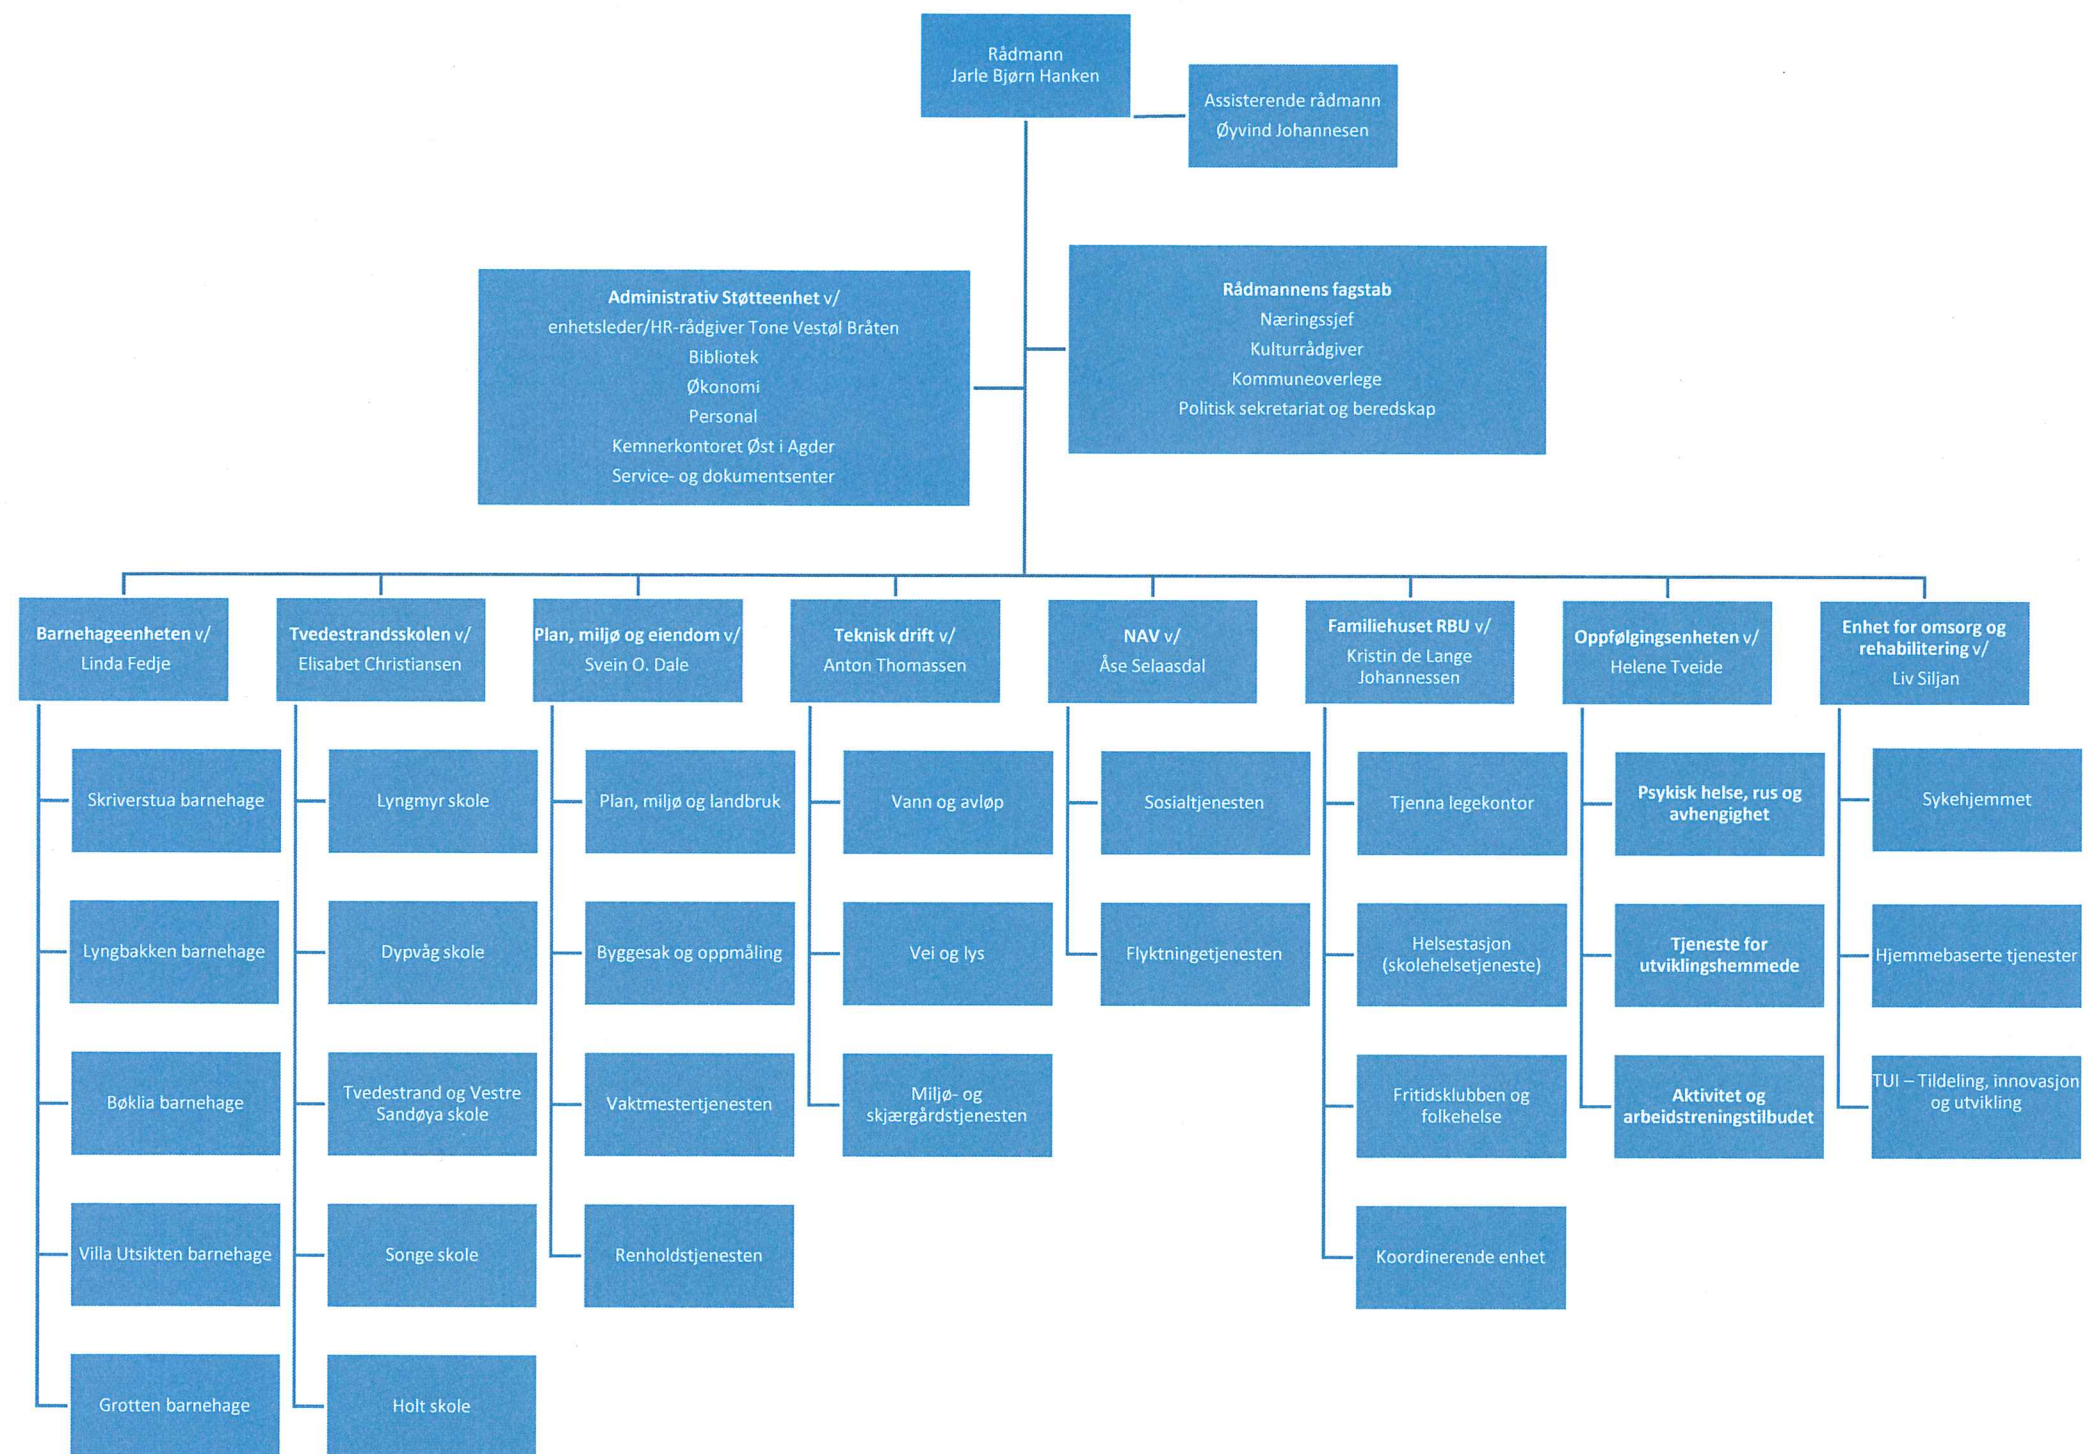 Rådmann
Jarle Bjørn Hanken
Assisterende rådmann
Øyvind Johannesen
Administrativ Støtteenhet v/
enhetsleder/HR-rådgiver Tone Vestøl Bråten
Bibliotek
Økonomi
Personal
Kemnerkontoret Øst i Agder
Service- og dokumentsenter
Rådmannens fagstab
Næringssjef
Kulturrådgiver
Kommuneoverlege
Politisk sekretariat og beredskap
Barnehageenheten v/
Linda Fedje
Skriverstua barnehage
Lyngbakken barnehage
Bøklia barnehage
Villa Utsikten barnehage
Grotten barnehage
Tvedestrandsskolen v/
Elisabet Christiansen
Lyngmyr skole
Dypvåg skole
Tvedestrand og Vestre
Sandøya skole
Songe skole
Holt skole
Plan, miljø og eiendom v/
Svein O. Dale
Plan, miljø og landbruk
Byggesak og oppmåling
Vaktmestertjenesten
Renholdstjenesten
Teknisk drift v/
Anton Thomassen
Vann og avløp
Vei og lys
Miljø- og
skjærgårdstjenesten
NAV v/
Åse Selaasdal
Sosialtjenesten
Flyktningetjenesten
Familiehuset RBU v/
Kristin de Lange
Johannessen
Tjenna legekontor
Helsestasjon
(skolehelsetjeneste)
Fritidsklubben og
folkehelse
Koordinerende enhet
Oppfølgingsenheten v/
Helene Tveide
Psykisk helse, rus og
avhengighet
Tjeneste for
utviklingshemmede
Aktivitet og
arbeidstreningstilbudet
Enhet for omsorg og
rehabilitering v/
Liv Siljan
Sykehjemmet
Hjemmebaserte tjenester
TUI – Tildeling, innovasjon
og utvikling